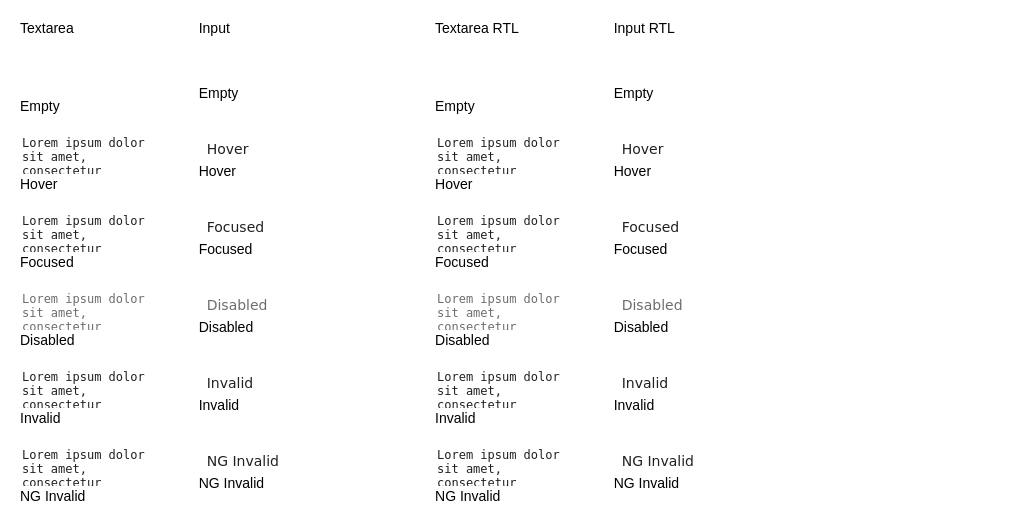 Textarea Input Textarea RTL Input RTL
Empty Empty Empty Empty
Lorem ipsum dolor Hover Lorem ipsum dolor Hover
sit amet, sit amet,
consectetur Hover consectetur Hover
Hover Hover
Lorem ipsum dolor Focused Lorem ipsum dolor Focused
sit amet, sit amet,
consectetur Focused consectetur Focused
Focused Focused
Lorem ipsum dolor Disabled Lorem ipsum dolor Disabled
sit amet, sit amet,
consectetur Disabled consectetur Disabled
Disabled Disabled
Lorem ipsum dolor Invalid Lorem ipsum dolor Invalid
sit amet, sit amet,
consectetur Invalid consectetur Invalid
Invalid Invalid
Lorem ipsum dolor NG Invalid Lorem ipsum dolor NG Invalid
sit amet, sit amet,
consectetur NG Invalid consectetur NG Invalid
NG Invalid NG Invalid